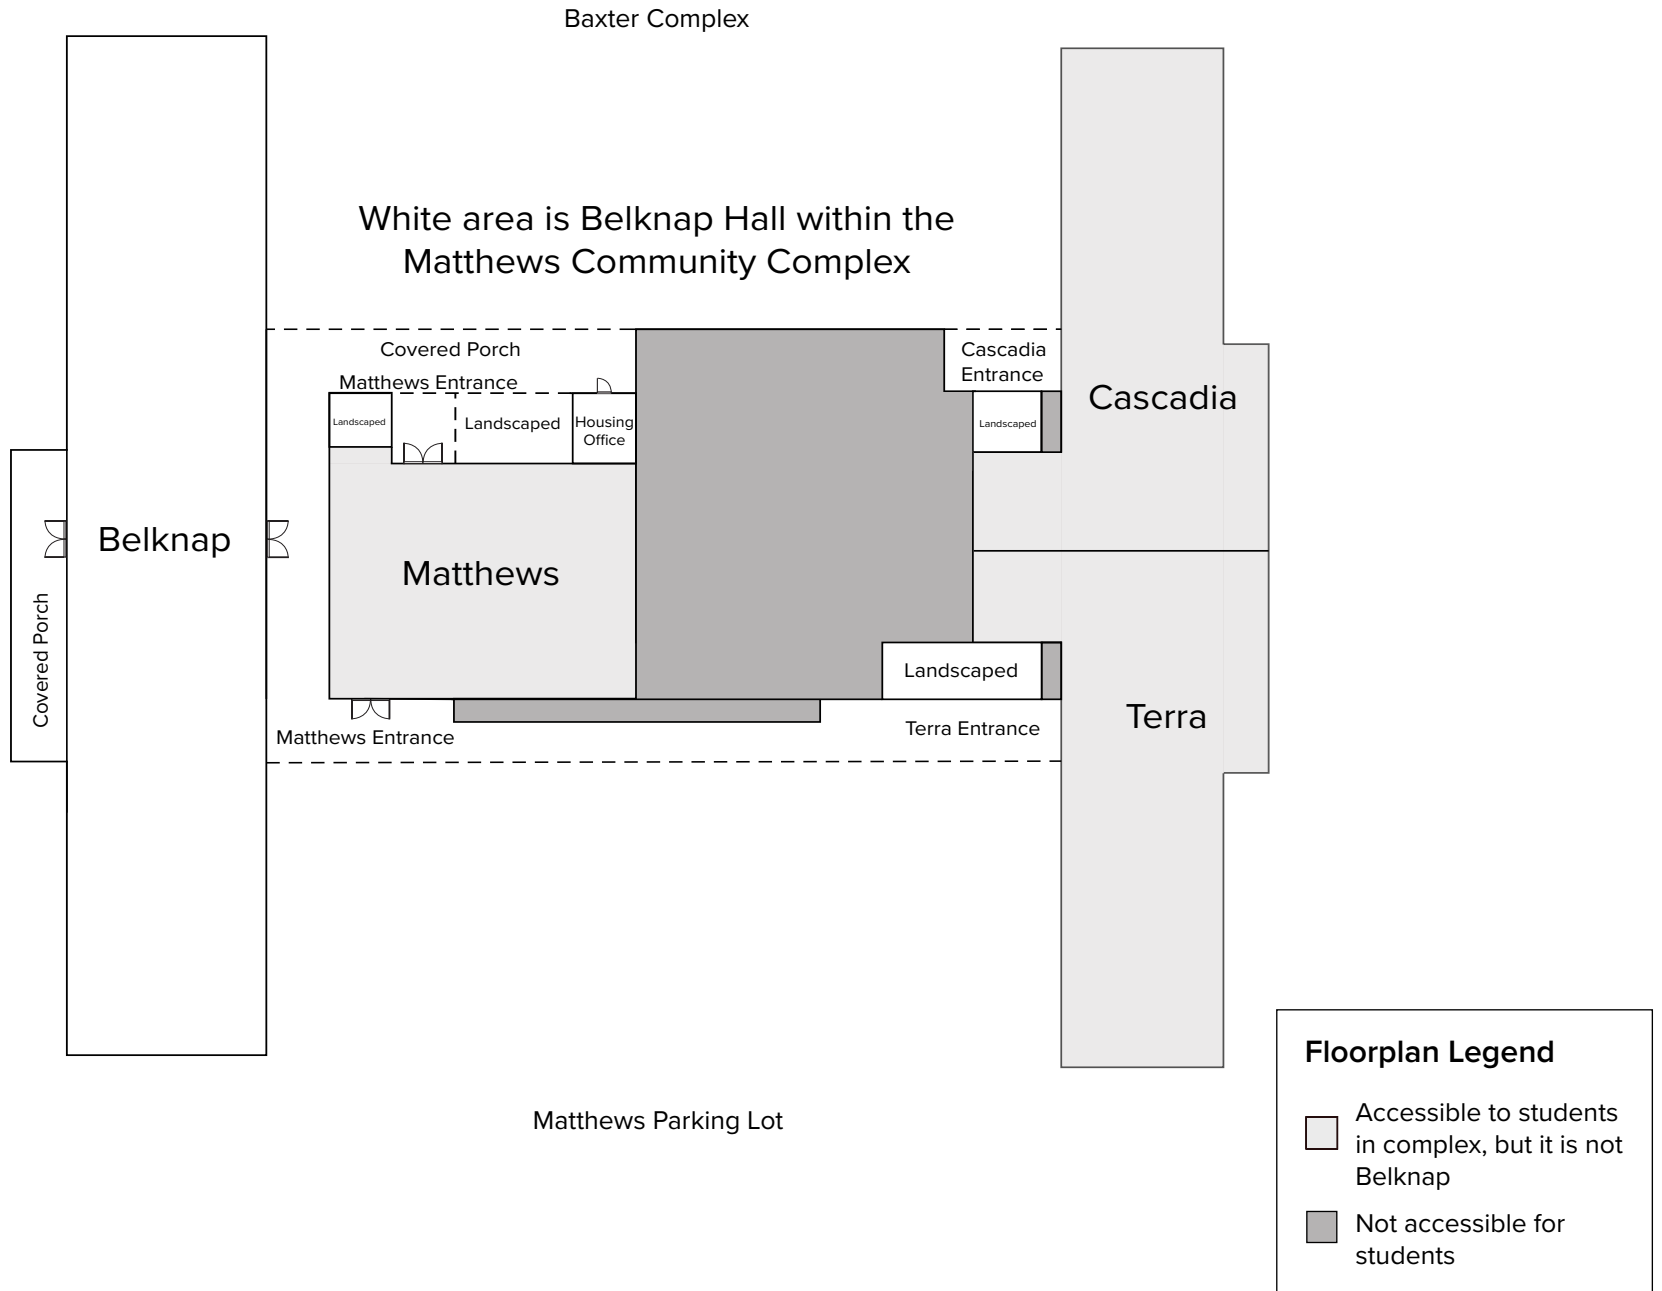 Baxter Complex
White area is Belknap Hall within the
Matthews Community Complex
Covered Porch
Matthews Entrance
Landscaped
Landscaped
Housing
Office
Cascadia
Entrance
Landscaped
Cascadia
Belknap
Covered Porch
Matthews
Landscaped
Terra
Matthews Entrance
Terra Entrance
Matthews Parking Lot
Floorplan Legend
Accessible to students
in complex, but it is not
Belknap
Not accessible for
students